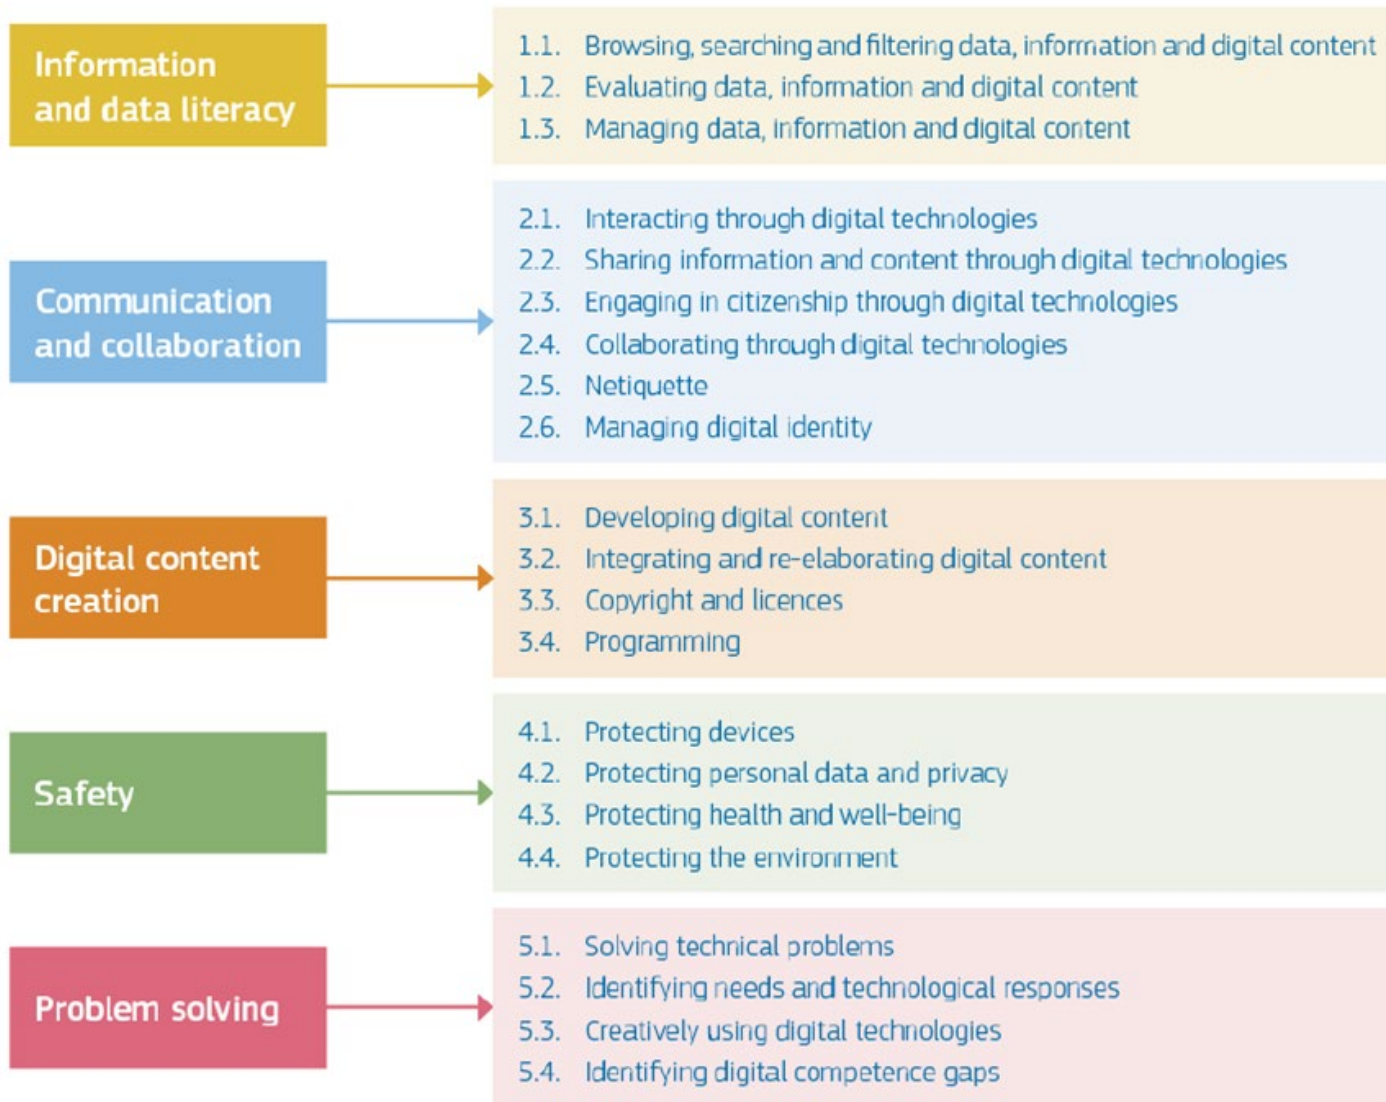 Information
and data literacy
1.1. Browsing, searching and filtering data, information and digital content
1.2. Evaluating data, information and digital content
1.3. Managing data, information and digital content
Communication
and collaboration
2.1. Interacting through digital technologies
2.2. Sharing information and content through digital technologies
2.3. Engaging in citizenship through digital technologies
2.4. Collaborating through digital technologies
2.5. Netiquette
2.6. Managing digital identity
Digital content
creation
3.1. Developing digital content
3.2. Integrating and re-elaborating digital content
3.3. Copyright and licences
3.4. Programming
Safety
4.1. Protecting devices
4.2. Protecting personal data and privacy
4.3. Protecting health and well-being
4.4. Protecting the environment
Problem solving
5.1. Solving technical problems
5.2. Identifying needs and technological responses
5.3. Creatively using digital technologies
5.4. Identifying digital competence gaps